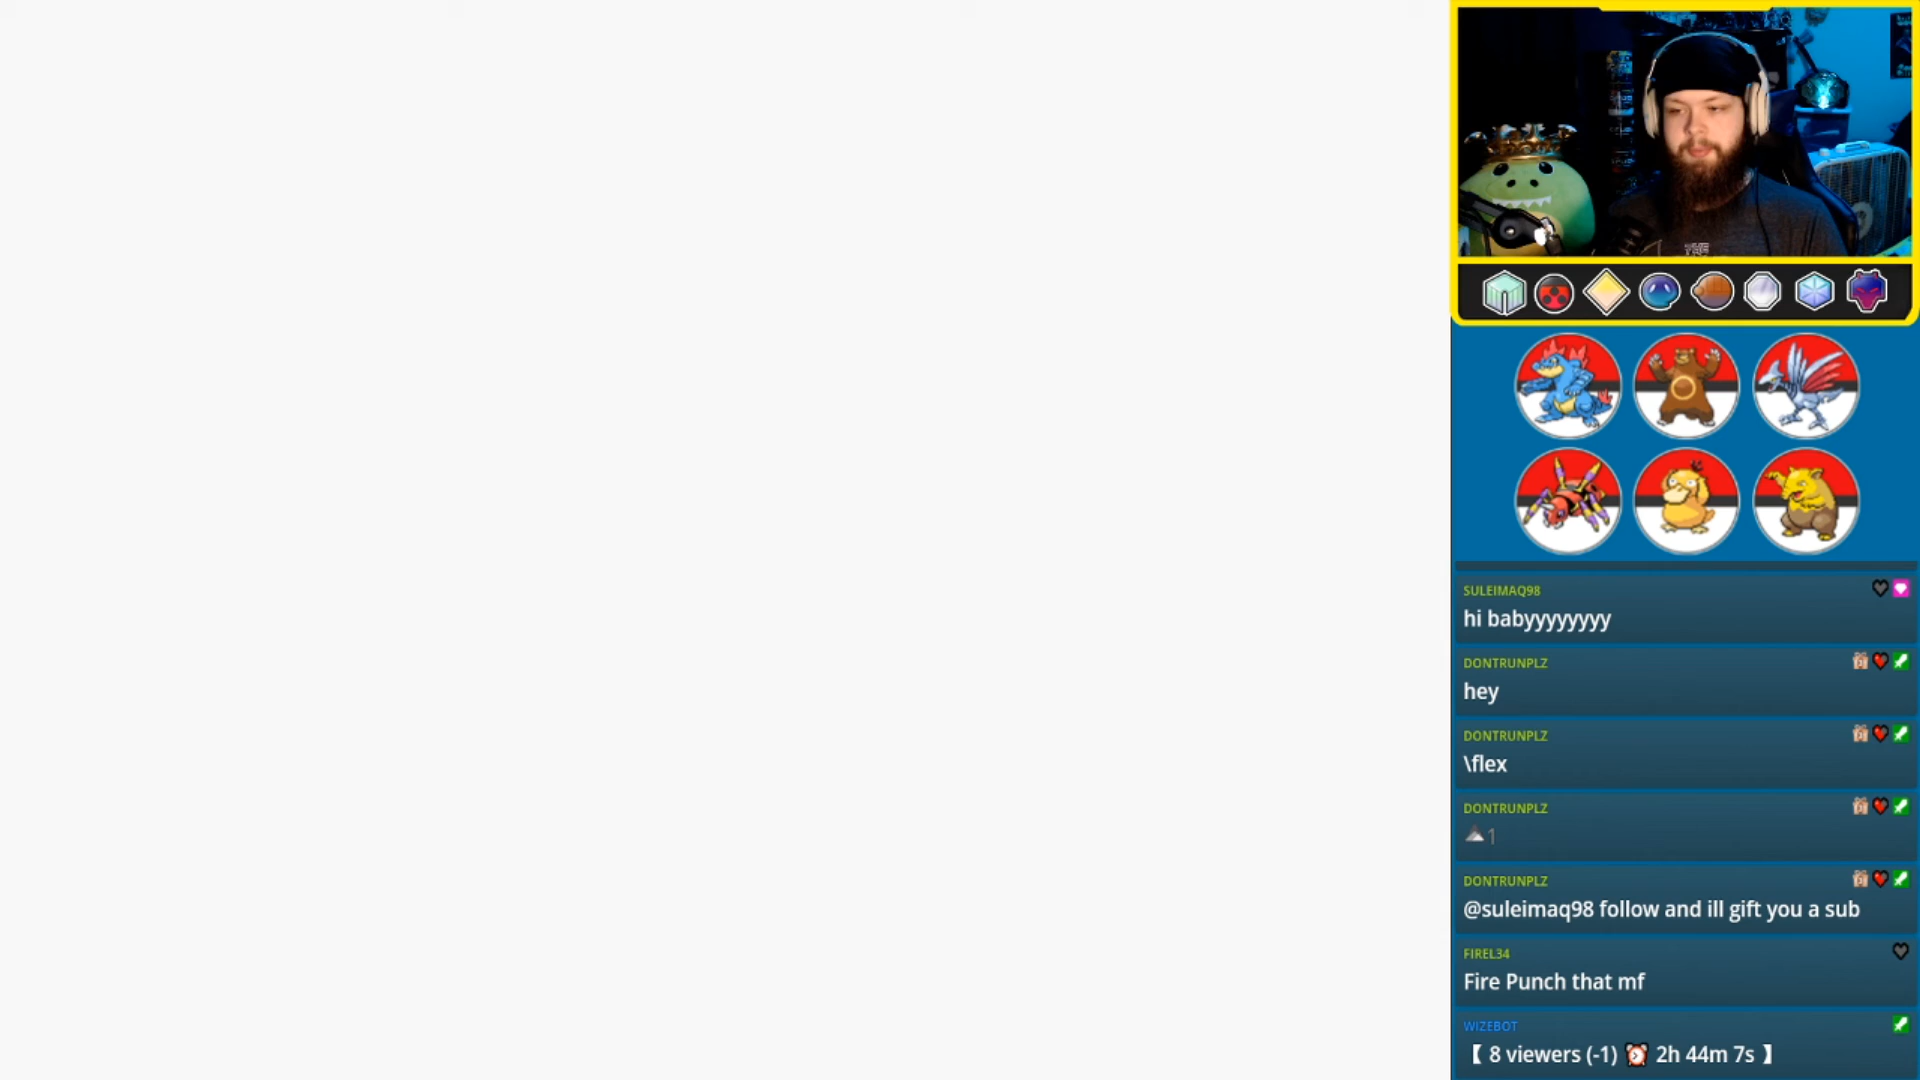 THE
SULEIMAQ98
hi babyyyyyyyy
DONTRUNPLZ
hey
DONTRUNPLZ
\flex
DONTRUNPLZ
1
DONTRUNPLZ
@suleimaq98 follow and ill gift you a sub
FIREL34
Fire Punch that mf
WIZEBOT
【 8 viewers (-1) ⏰ 2h 44m 7s 】